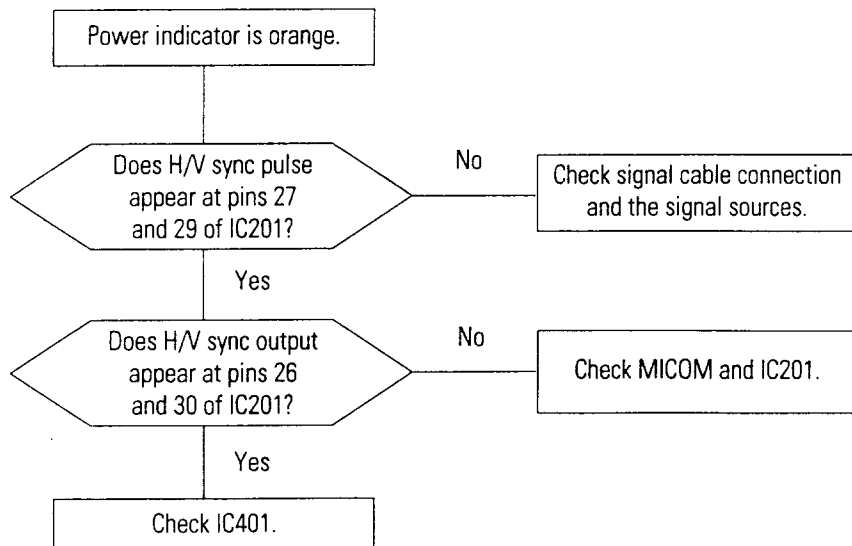 Power indicator is orange.
Does H/V sync pulse
appear at pins 27
and 29 of IC201?
No
Check signal cable connection
and the signal sources.
Yes
Does H/V sync output
appear at pins 26
and 30 of IC201?
No
Check MICOM and IC201.
Yes
Check IC401.